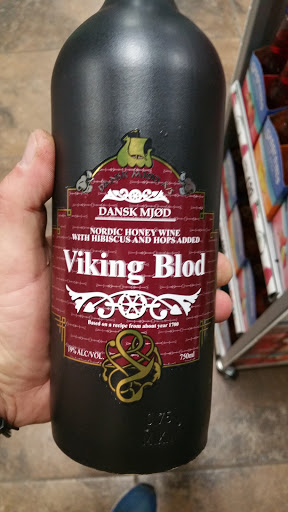 DANSK MJØD
NORDIC HONEY WINE
WITH HIBISCUS AND HOPS ADDED
Viking Blod
Based on a recipe from about year 1700
19% ALC/VOL.
750ml